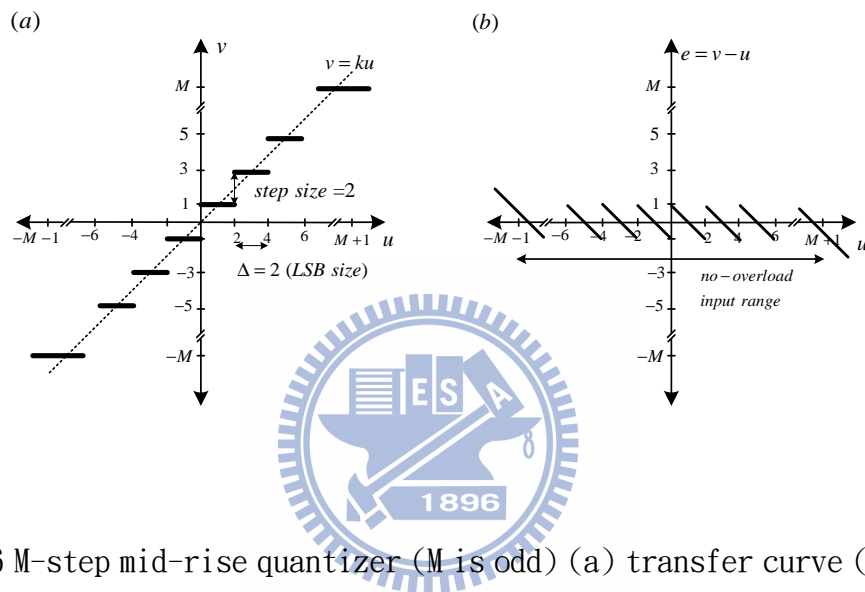 (a)
v
v = ku
M
5
3
1
step size =2
−M −1
−6
−4
−2
2
4
6
M +1
u
Δ = 2 (LSB size)
−3
−5
−M
(b)
e = v − u
M
5
3
1
−M −1
−6
−4
−2
2
4
6
M +1
u
no − overload
input range
−3
−5
−M
E S A
1896
6 M-step mid-rise quantizer (M is odd) (a) transfer curve (